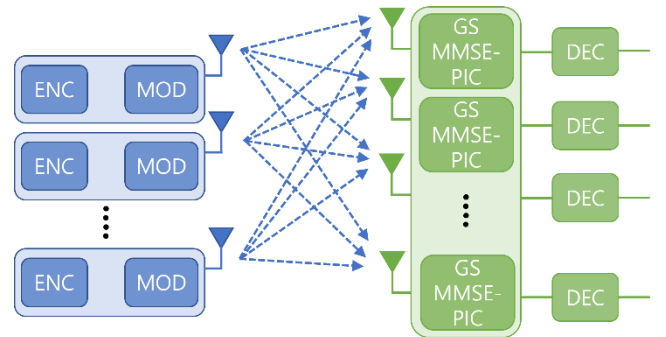 ENC MOD
ENC MOD
ENC MOD
GS
MMSE-
PIC
DEC
GS
MMSE-
PIC
DEC
DEC
GS
MMSE-
PIC
DEC